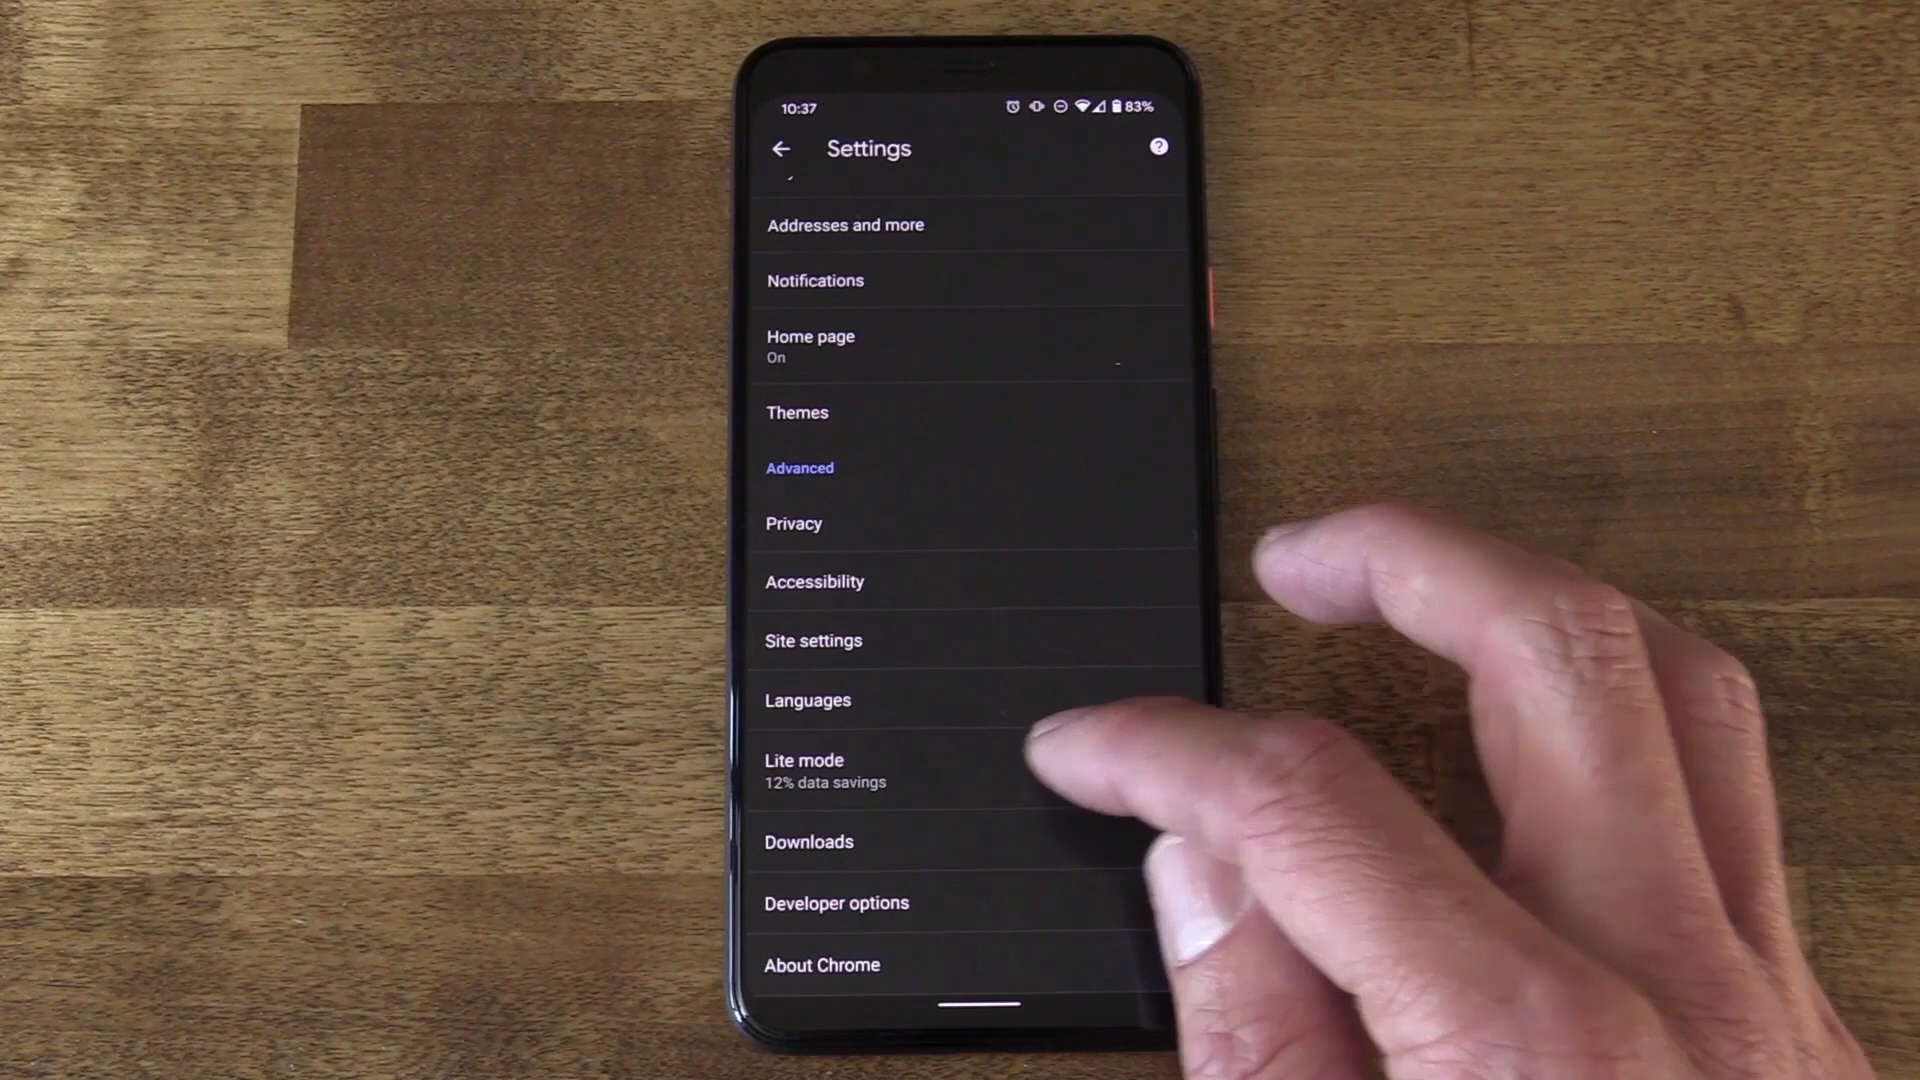 10:37
83%
Settings
Addresses and more
Notifications
Home page
On
Themes
Advanced
Privacy
Accessibility
Site settings
Languages
Lite mode
12% data savings
Downloads
Developer options
About Chrome